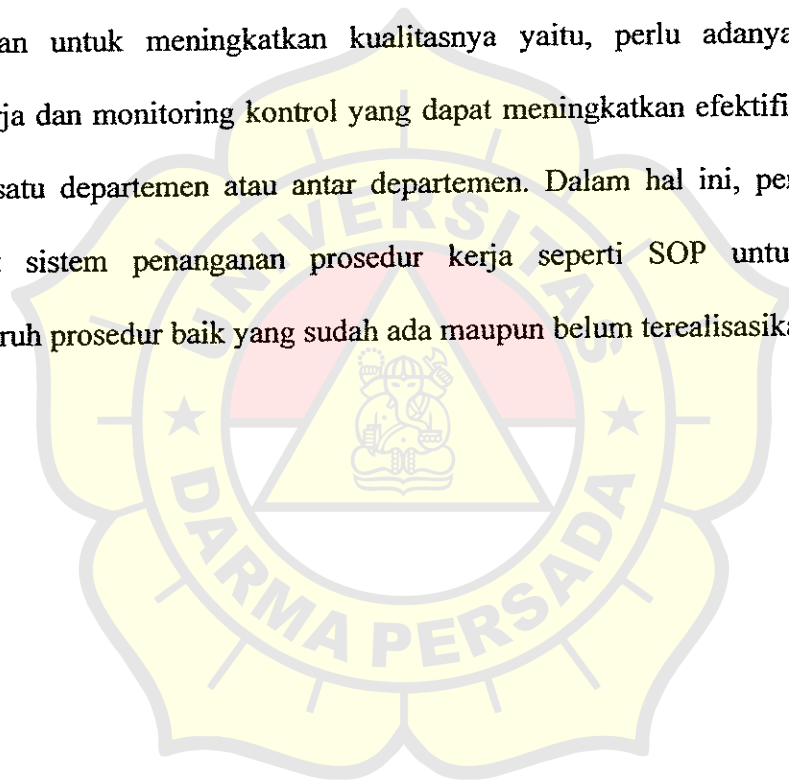 an untuk meningkatkan kualitasnya yaitu, perlu adanya
ja dan monitoring kontrol yang dapat meningkatkan efektifi
satu departemen atau antar departemen. Dalam hal ini, per
sistem penanganan prosedur kerja seperti SOP untu
ruh prosedur baik yang sudah ada maupun belum terealisasika
UNIVERSITAS
DARMA PERSADA